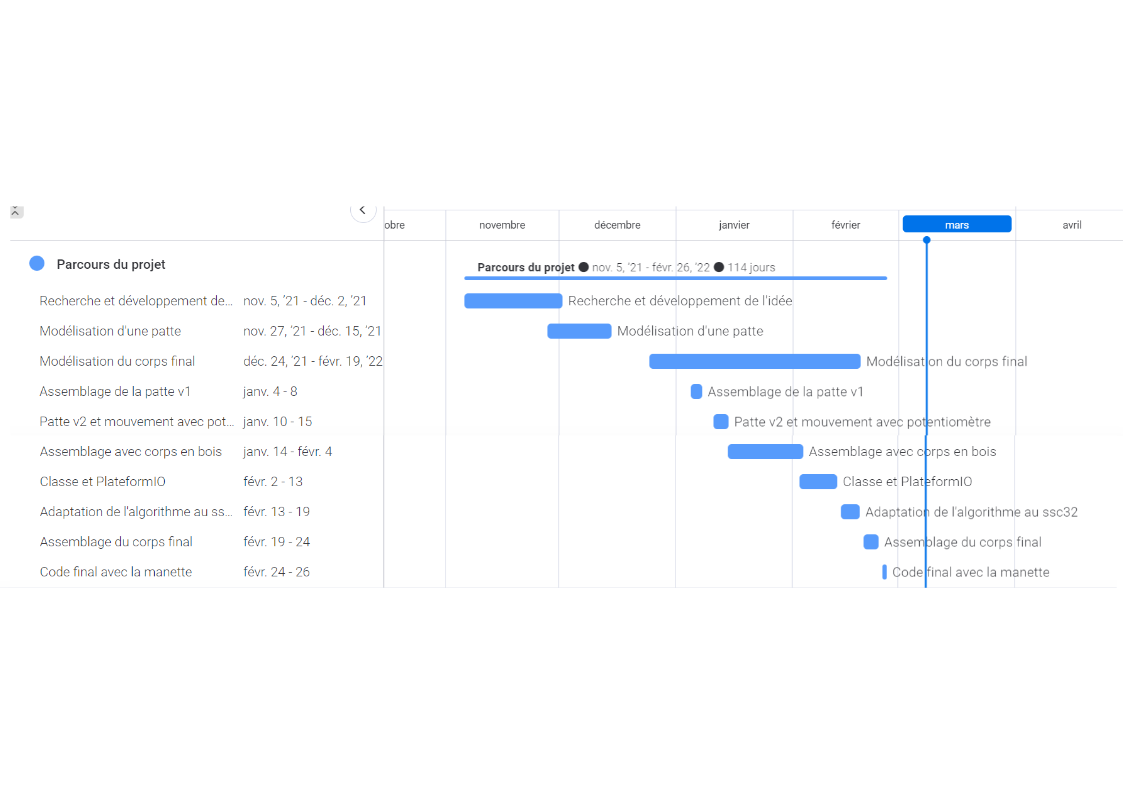 obre novembre décembre janvier février mars avril
Parcours du projet
Parcours du projet ● nov. 5, '21 - févr. 26, '22 ● 114 jours
Recherche et développement de... nov. 5, '21 - déc. 2, '21 Recherche et développement de l'idée
Modélisation d'une patte nov. 27, '21 - déc. 15, '21 Modélisation d'une patte
Modélisation du corps final déc. 24, '21 - févr. 19, '22 Modélisation du corps final
Assemblage de la patte v1 janv. 4 - 8 Assemblage de la patte v1
Patte v2 et mouvement avec pot... janv. 10 - 15 Patte v2 et mouvement avec potentiomètre
Assemblage avec corps en bois janv. 14 - févr. 4 Assemblage avec corps en bois
Classe et PlateformIO févr. 2 - 13 Classe et PlateformIO
Adaptation de l'algorithme au ss... févr. 13 - 19 Adaptation de l'algorithme au ssc32
Assemblage du corps final févr. 19 - 24 Assemblage du corps final
Code final avec la manette févr. 24 - 26 Code final avec la manette